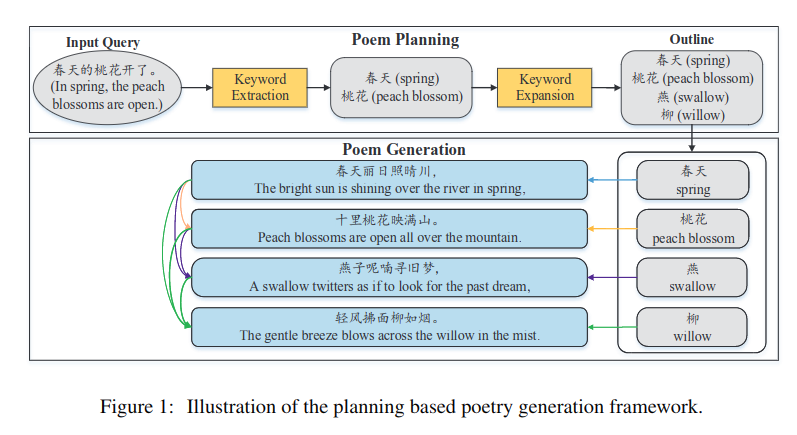 Poem Planning
Input Query
春天的桃花开了。
(In spring, the peach
blossoms are open.)
Keyword
Extraction
春天 (spring)
桃花 (peach blossom)
Keyword
Expansion
Outline
春天 (spring)
桃花 (peach blossom)
燕 (swallow)
柳 (willow)
Poem Generation
春天丽日照晴川，
The bright sun is shining over the river in spring,
春天
spring
十里桃花映满山。
Peach blossoms are open all over the mountain.
桃花
peach blossom
燕子呢喃寻旧梦，
A swallow twitters as if to look for the past dream,
燕
swallow
轻风拂面柳如烟。
The gentle breeze blows across the willow in the mist.
柳
willow
Figure 1: Illustration of the planning based poetry generation framework.